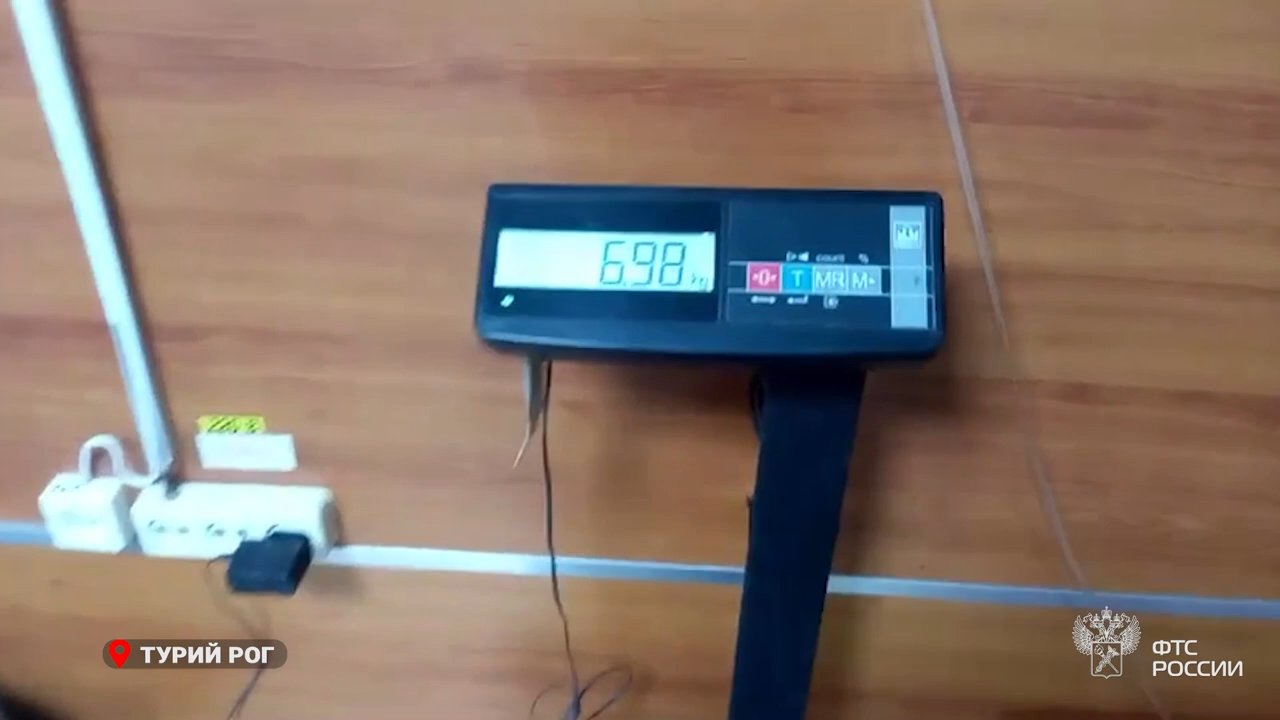 6.98 kg
count %
→0← T MR M+
ТУРИЙ РОГ
ФТС
РОССИИ